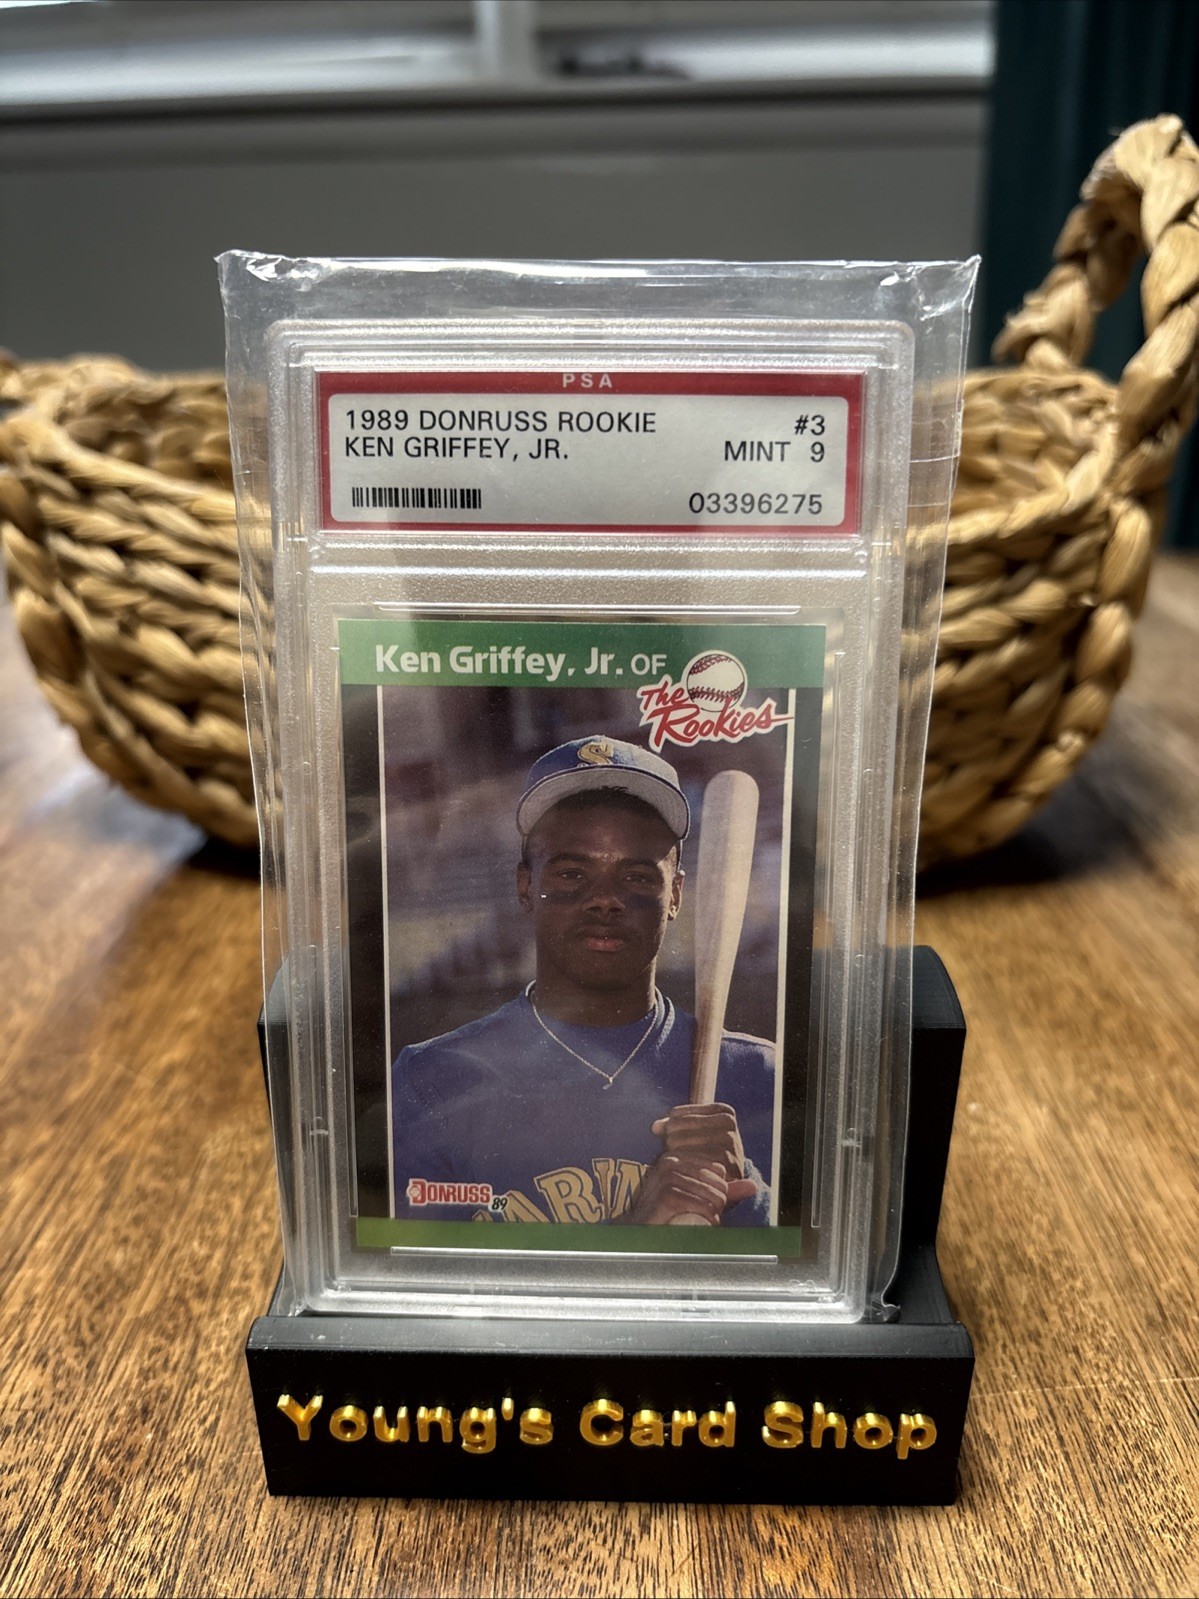 PSA
1989 DONRUSS ROOKIE #3
KEN GRIFFEY, JR. MINT 9
03396275
Ken Griffey, Jr. OF
The
Rookies
S
DONRUSS 89
MARIN
Young's Card Shop